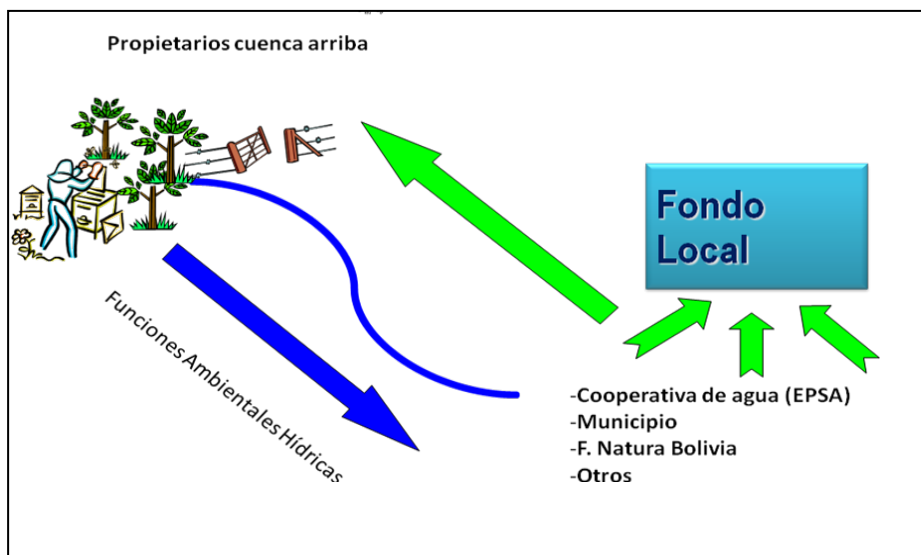 Propietarios cuenca arriba
Fondo
Local
Funciones Ambientales Hídricas
-Cooperativa de agua (EPSA)
-Municipio
-F. Natura Bolivia
-Otros